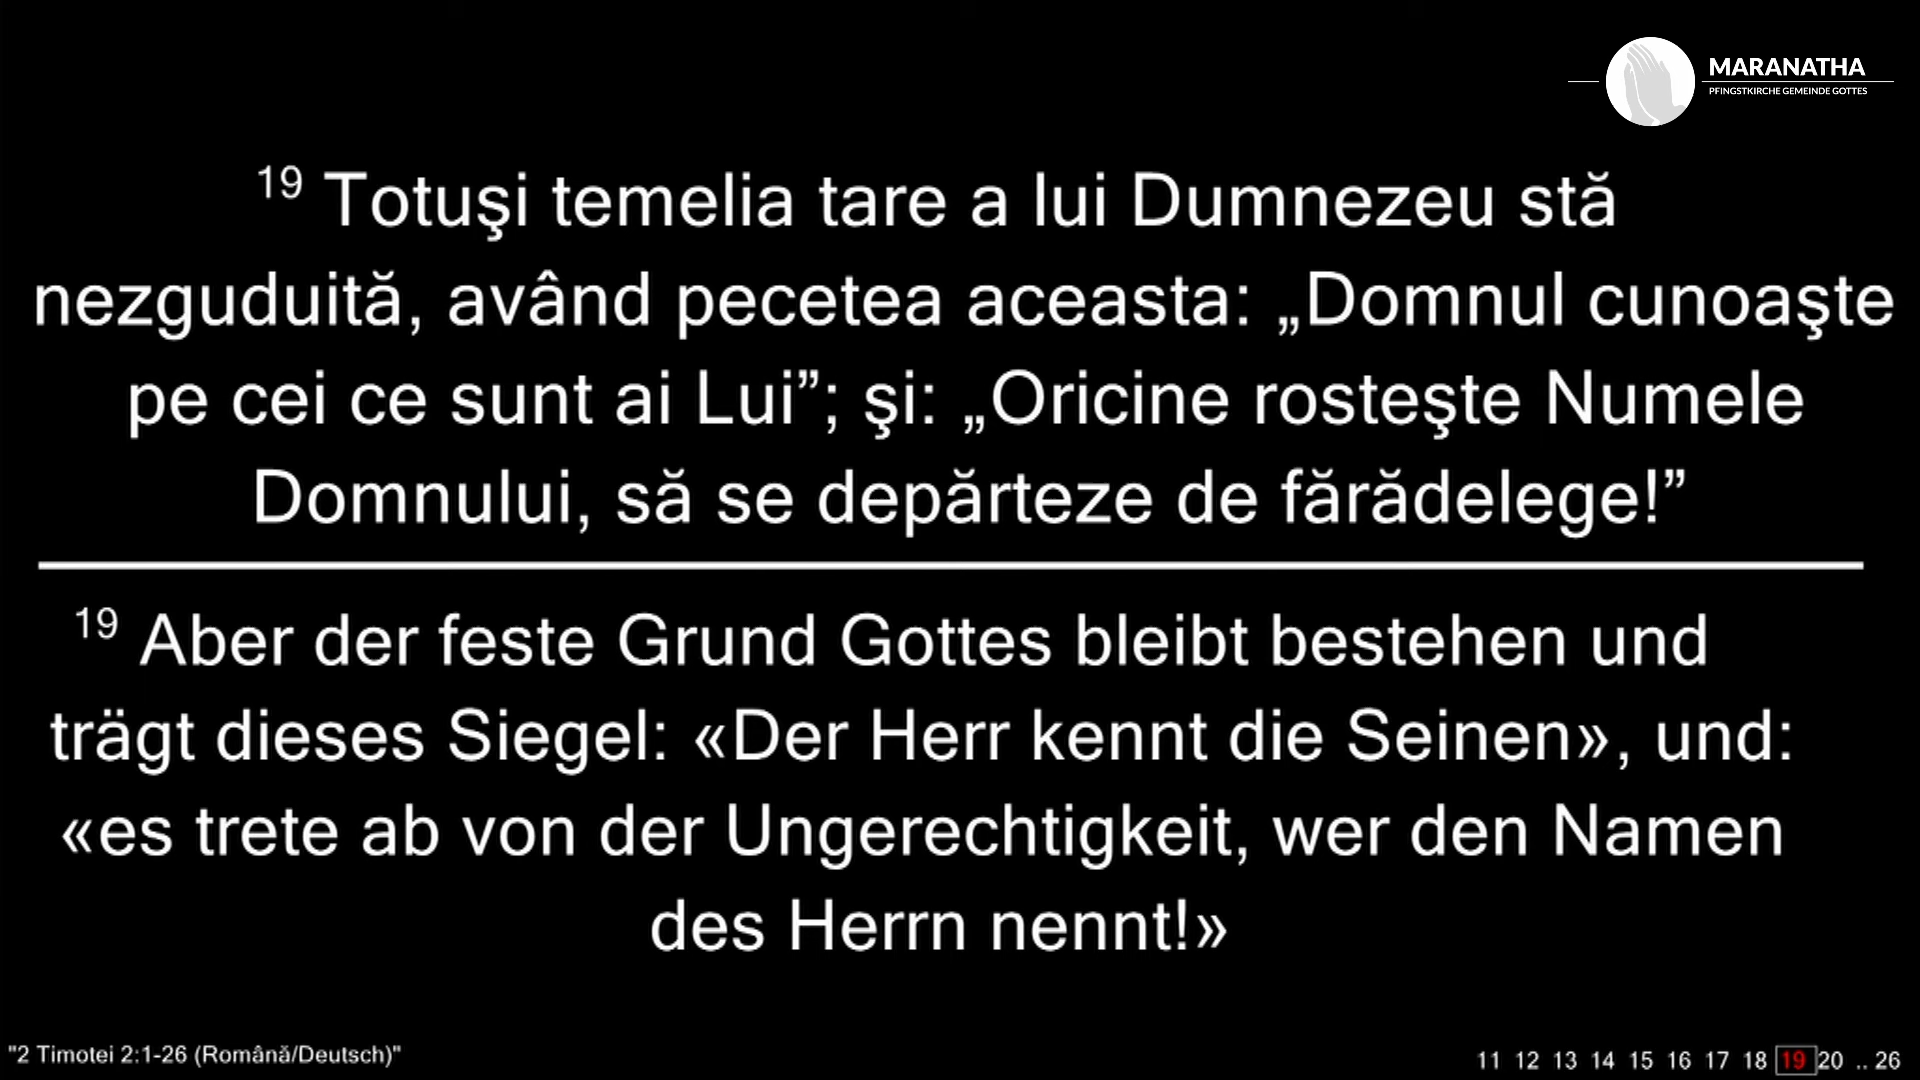 MARANATHA
PFINGSTKIRCHE GEMEINDE GOTTES
19 Totuşi temelia tare a lui Dumnezeu stă
nezguduită, având pecetea aceasta: „Domnul cunoaşte
pe cei ce sunt ai Lui”; şi: „Oricine rosteşte Numele
Domnului, să se depărteze de fărădelege!”
19 Aber der feste Grund Gottes bleibt bestehen und
trägt dieses Siegel: «Der Herr kennt die Seinen», und:
«es trete ab von der Ungerechtigkeit, wer den Namen
des Herrn nennt!»
"2 Timotei 2:1-26 (Română/Deutsch)"
11 12 13 14 15 16 17 18 19 20 .. 26